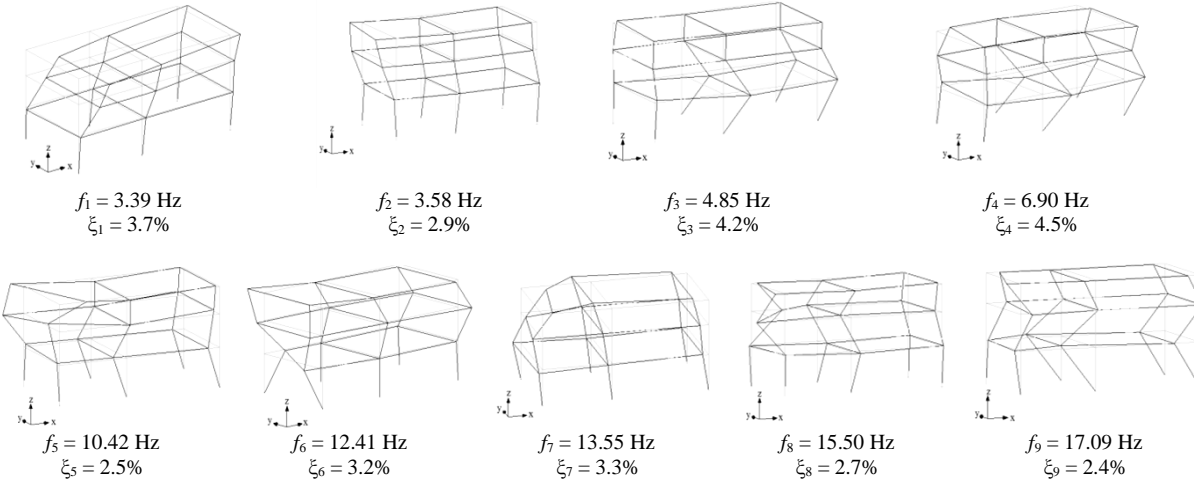 z
y x
z
y x
z
y x
z
y x
f1 = 3.39 Hz
ξ1 = 3.7%
f2 = 3.58 Hz
ξ2 = 2.9%
f3 = 4.85 Hz
ξ3 = 4.2%
f4 = 6.90 Hz
ξ4 = 4.5%
z
y x
z
y x
z
y x
z
y x
z
y x
f5 = 10.42 Hz
ξ5 = 2.5%
f6 = 12.41 Hz
ξ6 = 3.2%
f7 = 13.55 Hz
ξ7 = 3.3%
f8 = 15.50 Hz
ξ8 = 2.7%
f9 = 17.09 Hz
ξ9 = 2.4%